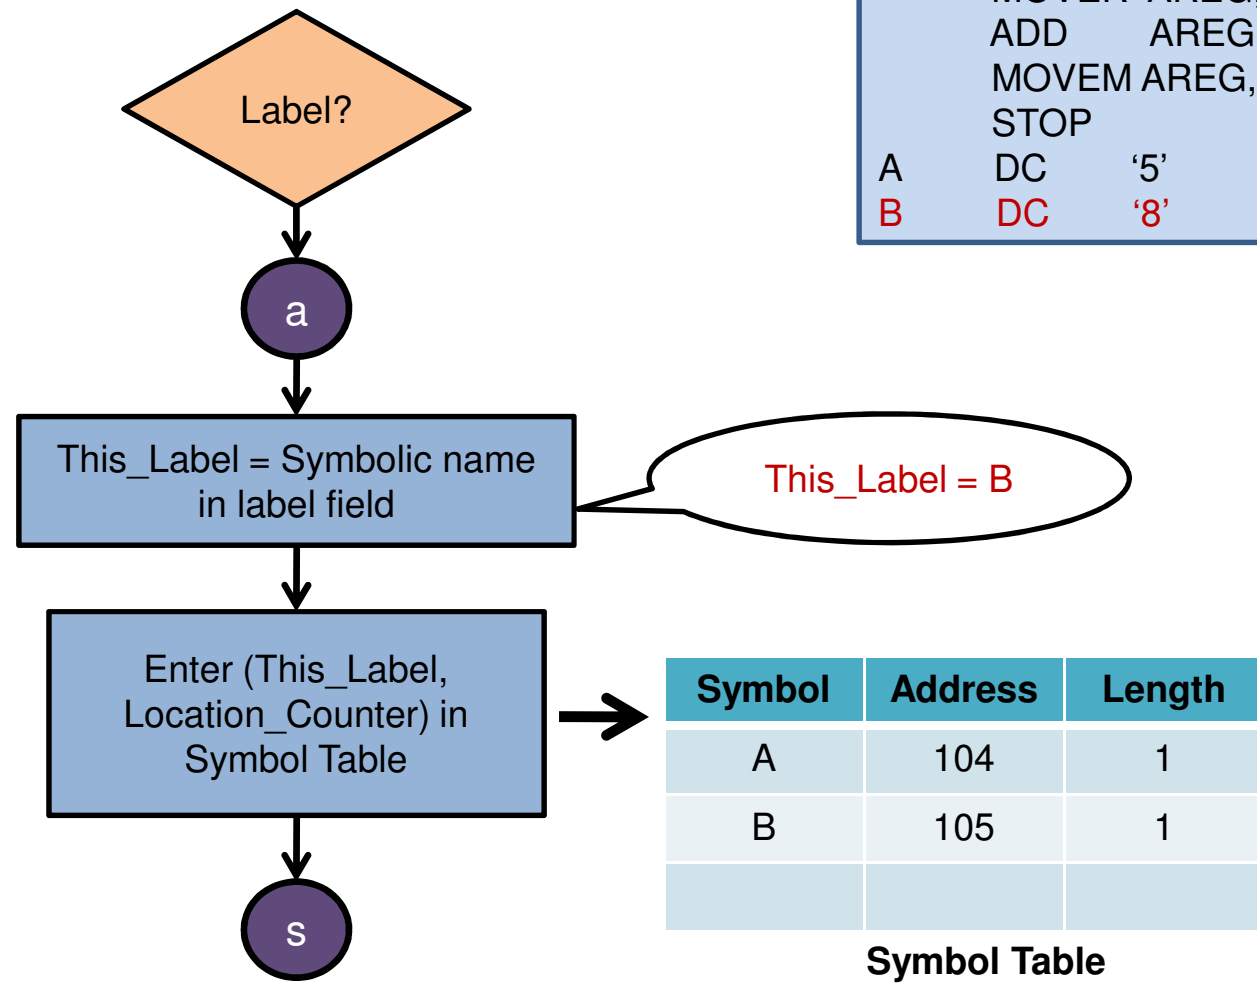 ADD AREG
MOVEM AREG,
STOP
A DC ‘5’
B DC ‘8’
Label?
a
This_Label = Symbolic name
in label field
This_Label = B
Enter (This_Label,
Location_Counter) in
Symbol Table
Symbol Address Length
A 104 1
B 105 1
Symbol Table
s